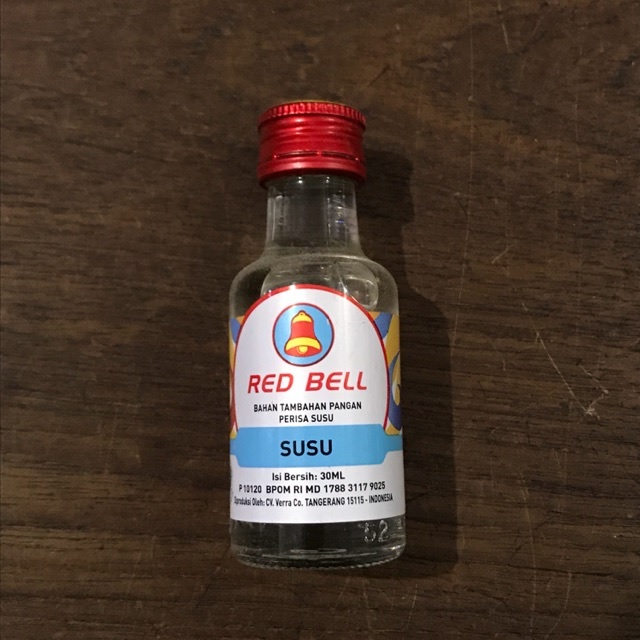 RED BELL
BAHAN TAMBAHAN PANGAN
PERISA SUSU
SUSU
Isi Bersih: 30ML
P 10120 BPOM RI MD 1788 3117 9025
Diproduksi Oleh: CV. Verra Co. TANGERANG 15115 - INDONESIA